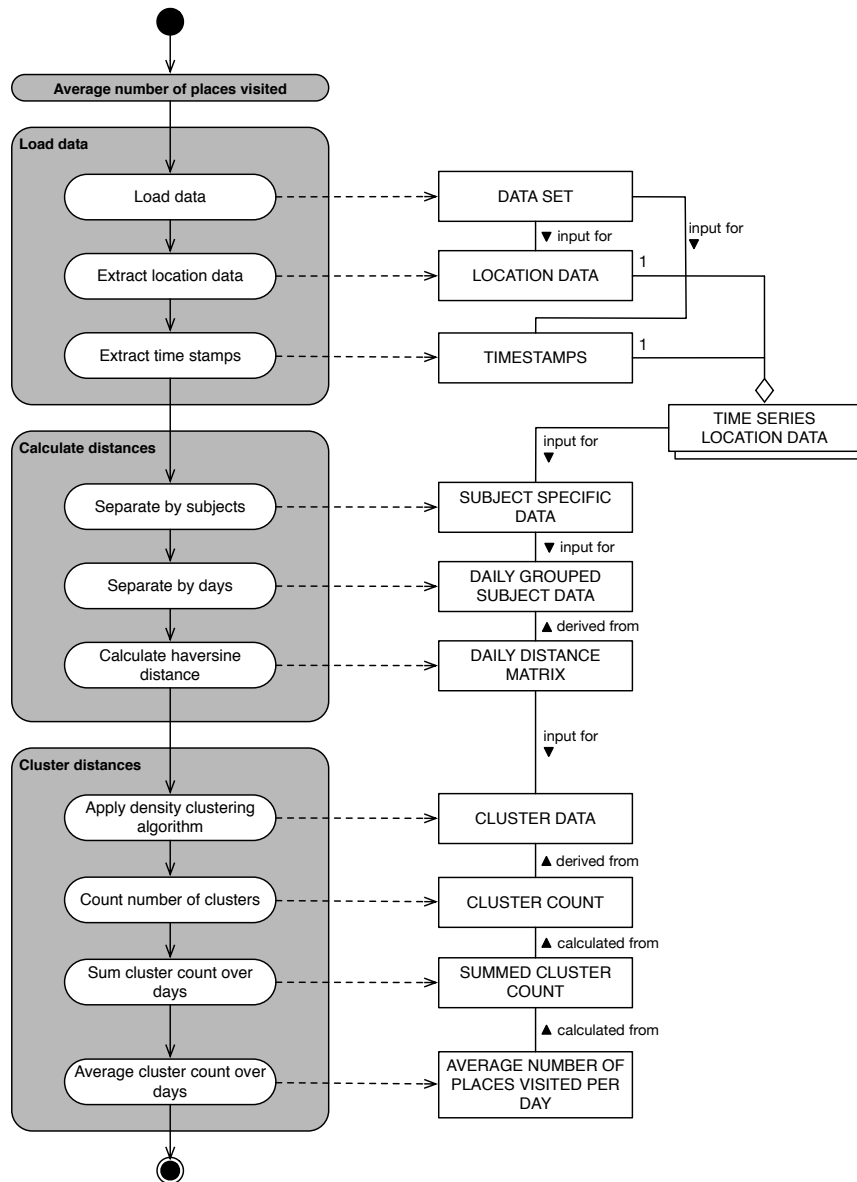 Average number of places visited
Load data
Load data
DATA SET
▼ input for
input for
▼
Extract location data
LOCATION DATA
1
Extract time stamps
TIMESTAMPS
1
TIME SERIES
LOCATION DATA
Calculate distances
input for
▼
Separate by subjects
SUBJECT SPECIFIC
DATA
▼ input for
Separate by days
DAILY GROUPED
SUBJECT DATA
▲ derived from
Calculate haversine
distance
DAILY DISTANCE
MATRIX
input for
▼
Cluster distances
Apply density clustering
algorithm
CLUSTER DATA
▲ derived from
Count number of clusters
CLUSTER COUNT
▲ calculated from
Sum cluster count over
days
SUMMED CLUSTER
COUNT
▲ calculated from
Average cluster count over
days
AVERAGE NUMBER OF
PLACES VISITED PER
DAY